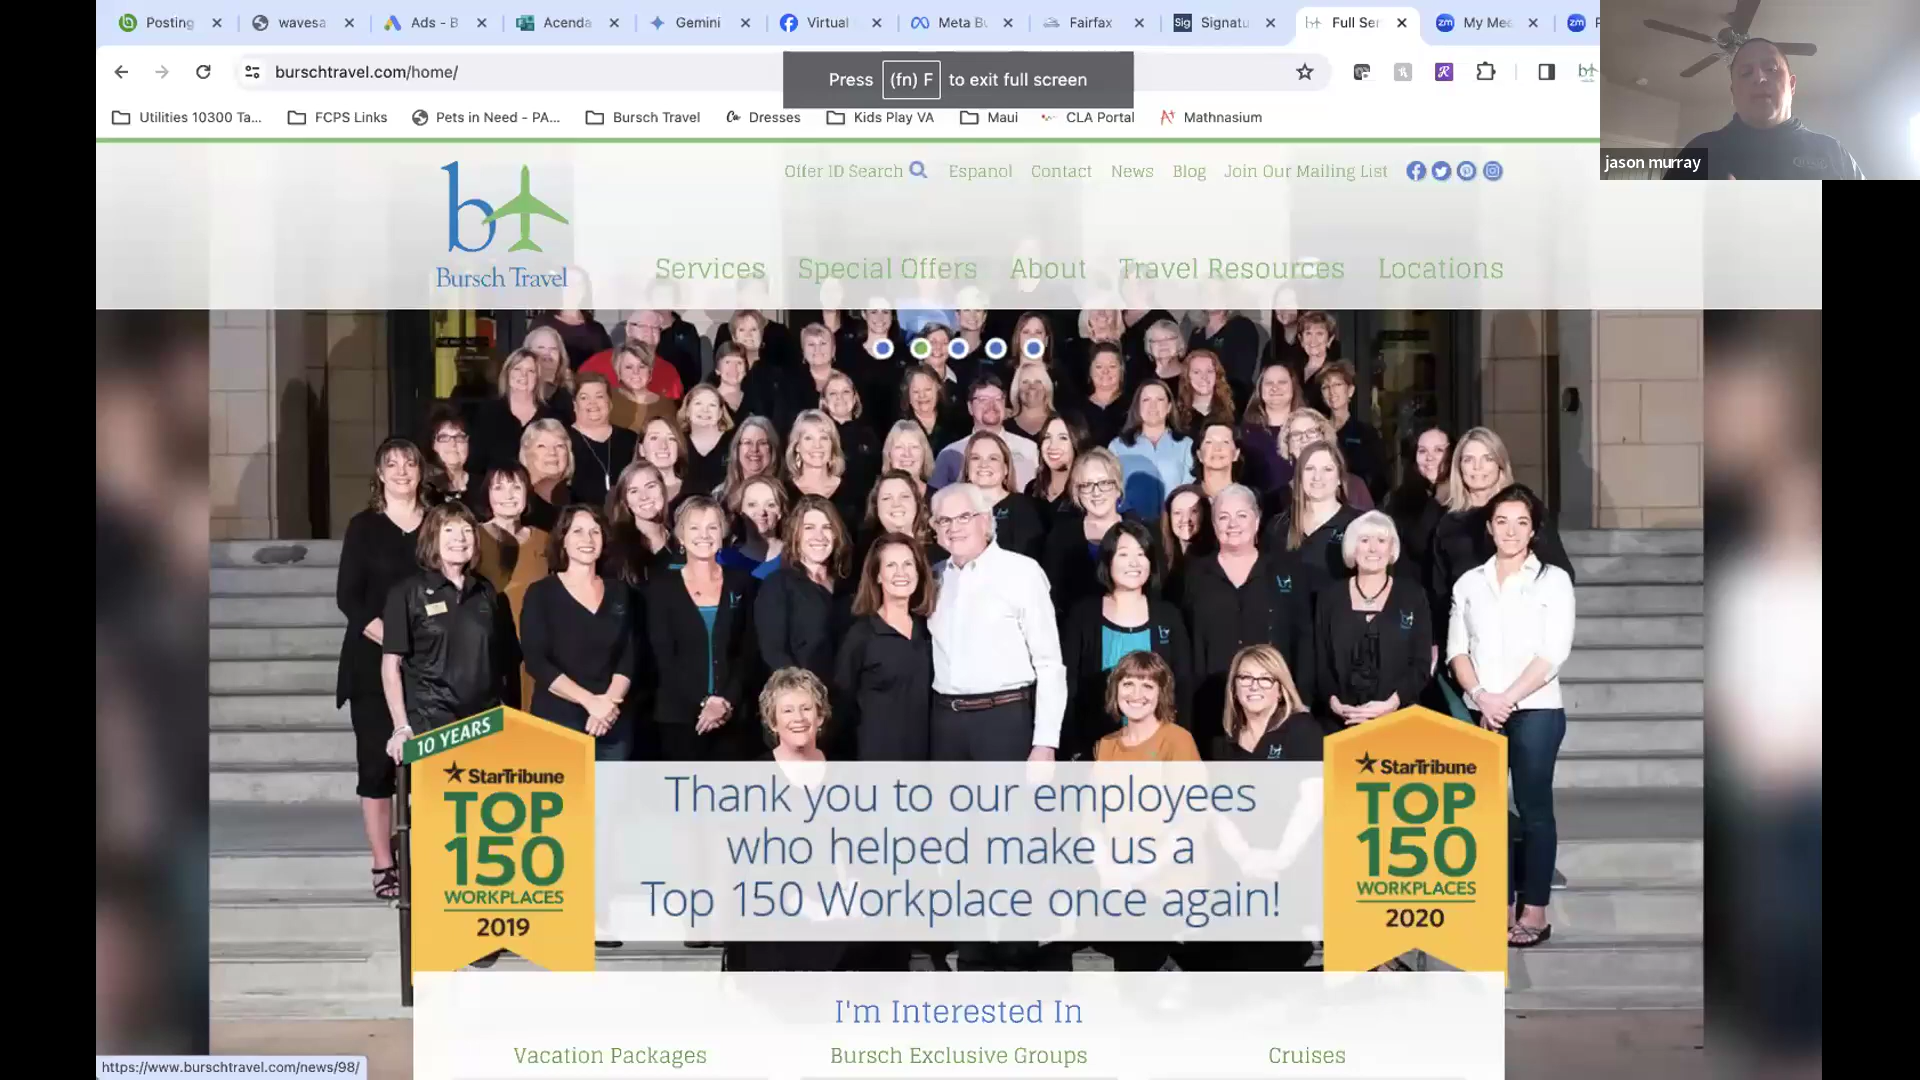 Posting
wavesa
Ads - B
Acenda
Gemini
Virtual
Meta Bu
Fairfax
Signatu
Full Ser
My Mee
burschtravel.com/home/
Press (fn) F to exit full screen
Utilities 10300 Ta...
FCPS Links
Pets in Need - PA...
Bursch Travel
Dresses
Kids Play VA
Maui
CLA Portal
Mathnasium
jason murray
Offer ID Search
Espanol
Contact
News
Blog
Join Our Mailing List
b
Bursch Travel
Services
Special Offers
About
Travel Resources
Locations
10 YEARS
StarTribune
TOP
150
WORKPLACES
2019
Thank you to our employees
who helped make us a
Top 150 Workplace once again!
StarTribune
TOP
150
WORKPLACES
2020
I'm Interested In
Vacation Packages
Bursch Exclusive Groups
Cruises
https://www.burschtravel.com/news/98/